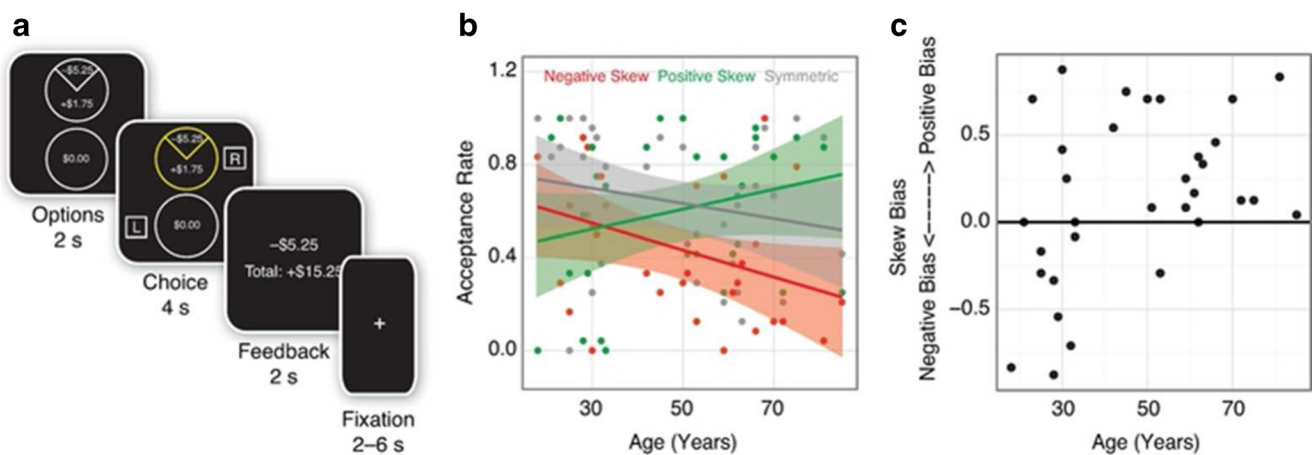 a
−$5.25
+$1.75
$0.00
Options
2 s
−$5.25
+$1.75
R
L
$0.00
Choice
4 s
−$5.25
Total: +$15.25
Feedback
2 s
+
Fixation
2–6 s
b
Negative Skew Positive Skew Symmetric
1.2
0.8
0.4
0.0
Acceptance Rate
30 50 70
Age (Years)
c
Skew Bias
Negative Bias <------> Positive Bias
0.5
0.0
−0.5
30 50 70
Age (Years)